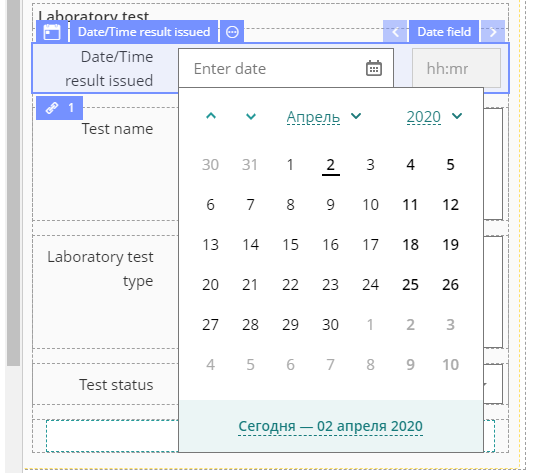 Laboratory test
Date/Time result issued
Date field
Date/Time
result issued
Enter date
hh:mr
1
Test name
Апрель
2020
30 31 1 2 3 4 5
6 7 8 9 10 11 12
13 14 15 16 17 18 19
20 21 22 23 24 25 26
27 28 29 30 1 2 3
4 5 6 7 8 9 10
Laboratory test
type
Test status
Сегодня — 02 апреля 2020